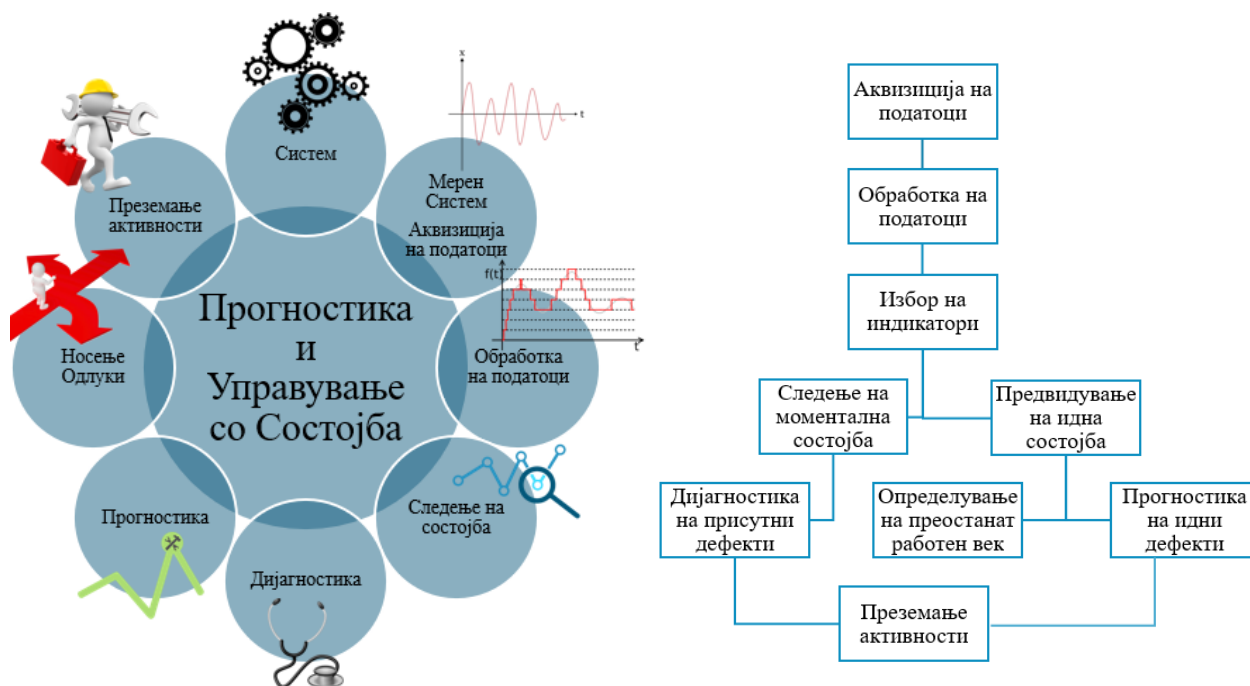 Систем
x
t
Мерен
Систем
Аквизиција
на податоци
f(t)
t
Обработка
на податоци
Следење на
состојба
Дијагностика
Прогностика
Носење
Одлуки
Преземање
активности
Прогностика
и
Управување
со Состојба
Аквизиција на
податоци
Обработка на
податоци
Избор на
индикатори
Следење на
моментална
состојба
Предвидување
на идна
состојба
Дијагностика
на присутни
дефекти
Определување
на преостанат
работен век
Прогностика
на идни
дефекти
Преземање
активности